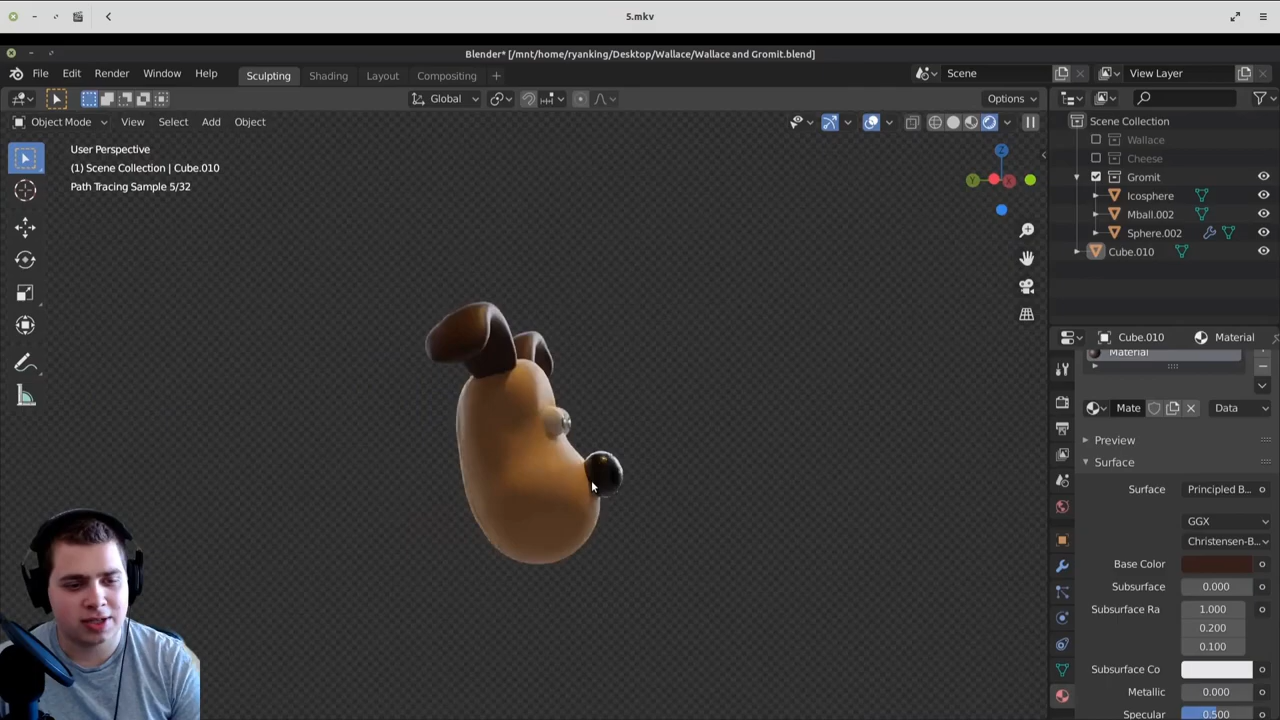 5.mkv
Blender* [/mnt/home/ryanking/Desktop/Wallace/Wallace and Gromit.blend]
File Edit Render Window Help Sculpting Shading Layout Compositing + Scene View Layer
Global Options
Object Mode View Select Add Object
User Perspective
(1) Scene Collection | Cube.010
Path Tracing Sample 5/32
Z
Y
X
Scene Collection
Wallace
Cheese
Gromit
Icosphere
Mball.002
Sphere.002
Cube.010
Cube.010 Material
Material
Mate Data
Preview
Surface
Surface Principled B...
GGX
Christensen-B...
Base Color
Subsurface 0.000
Subsurface Ra 1.000
0.200
0.100
Subsurface Co
Metallic 0.000
Specular 0.500